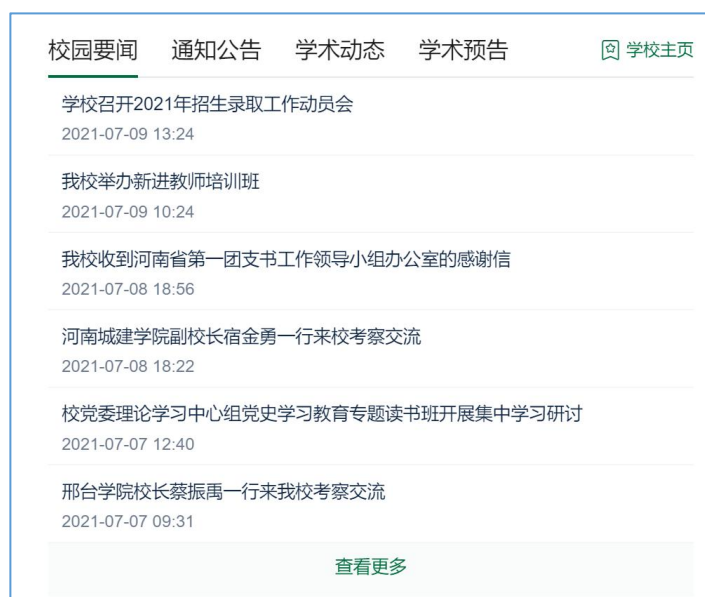 校园要闻 通知公告 学术动态 学术预告 学校主页
学校召开2021年招生录取工作动员会
2021-07-09 13:24
我校举办新进教师培训班
2021-07-09 10:24
我校收到河南省第一团支书工作领导小组办公室的感谢信
2021-07-08 18:56
河南城建学院副校长宿金勇一行来校考察交流
2021-07-08 18:22
校党委理论学习中心组党史学习教育专题读书班开展集中学习研讨
2021-07-07 12:40
邢台学院校长蔡振禹一行来我校考察交流
2021-07-07 09:31
查看更多